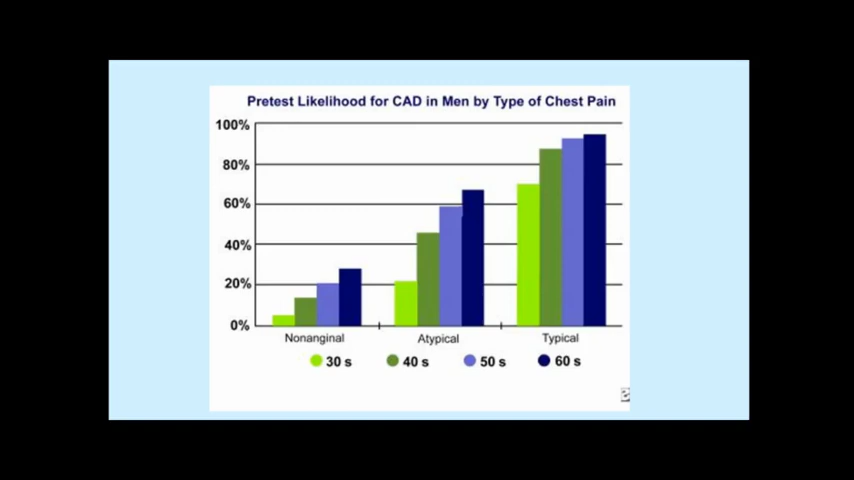 Pretest Likelihood for CAD in Men by Type of Chest Pain
100%
80%
60%
40%
20%
0%
Nonanginal Atypical Typical
30 s 40 s 50 s 60 s